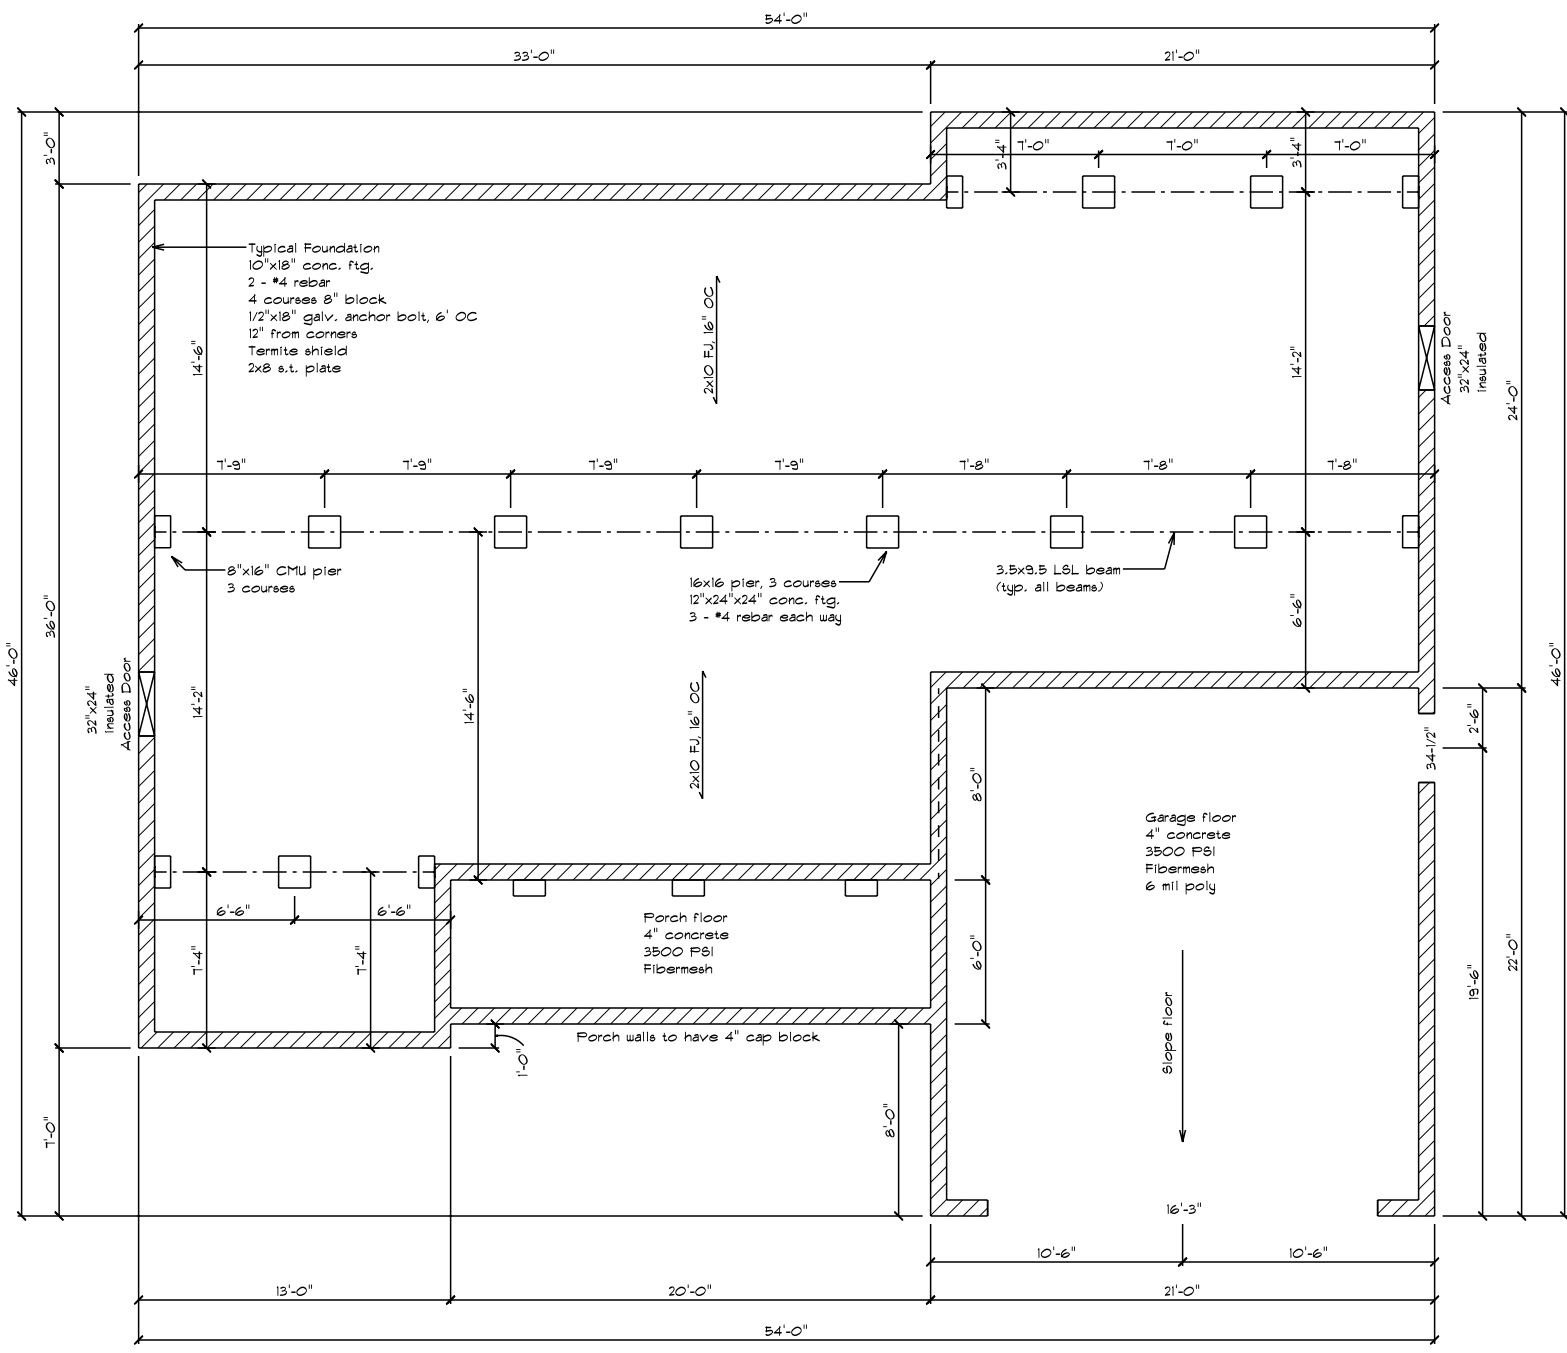 54'-0"
33'-0"
21'-0"
3'-0"
3'-4"
7'-0"
7'-0"
3'-4"
7'-0"
Typical Foundation
10"x18" conc. ftg.
2 - #4 rebar
4 courses 8" block
1/2"x18" galv. anchor bolt, 6' OC
12" from corners
Termite shield
2x8 s.t. plate
14'-6"
2x10 FJ, 16" OC
14'-2"
Access Door
32"x24"
insulated
24'-0"
7'-9"
7'-9"
7'-9"
7'-9"
7'-8"
7'-8"
7'-8"
8"x16" CMU pier
3 courses
16x16 pier, 3 courses
12"x24"x24" conc. ftg.
3 - #4 rebar each way
3.5x9.5 LSL beam
(typ. all beams)
6'-6"
36'-0"
46'-0"
46'-0"
32"x24"
insulated
Access Door
14'-2"
14'-6"
2x10 FJ, 16" OC
8'-0"
2'-6"
34-1/2"
Garage floor
4" concrete
3500 PSI
Fibermesh
6 mil poly
6'-6"
6'-6"
Porch floor
4" concrete
3500 PSI
Fibermesh
7'-4"
7'-4"
6'-0"
19'-6"
22'-0"
Slope floor
Porch walls to have 4" cap block
1'-0"
7'-0"
8'-0"
16'-3"
10'-6"
10'-6"
13'-0"
20'-0"
21'-0"
54'-0"